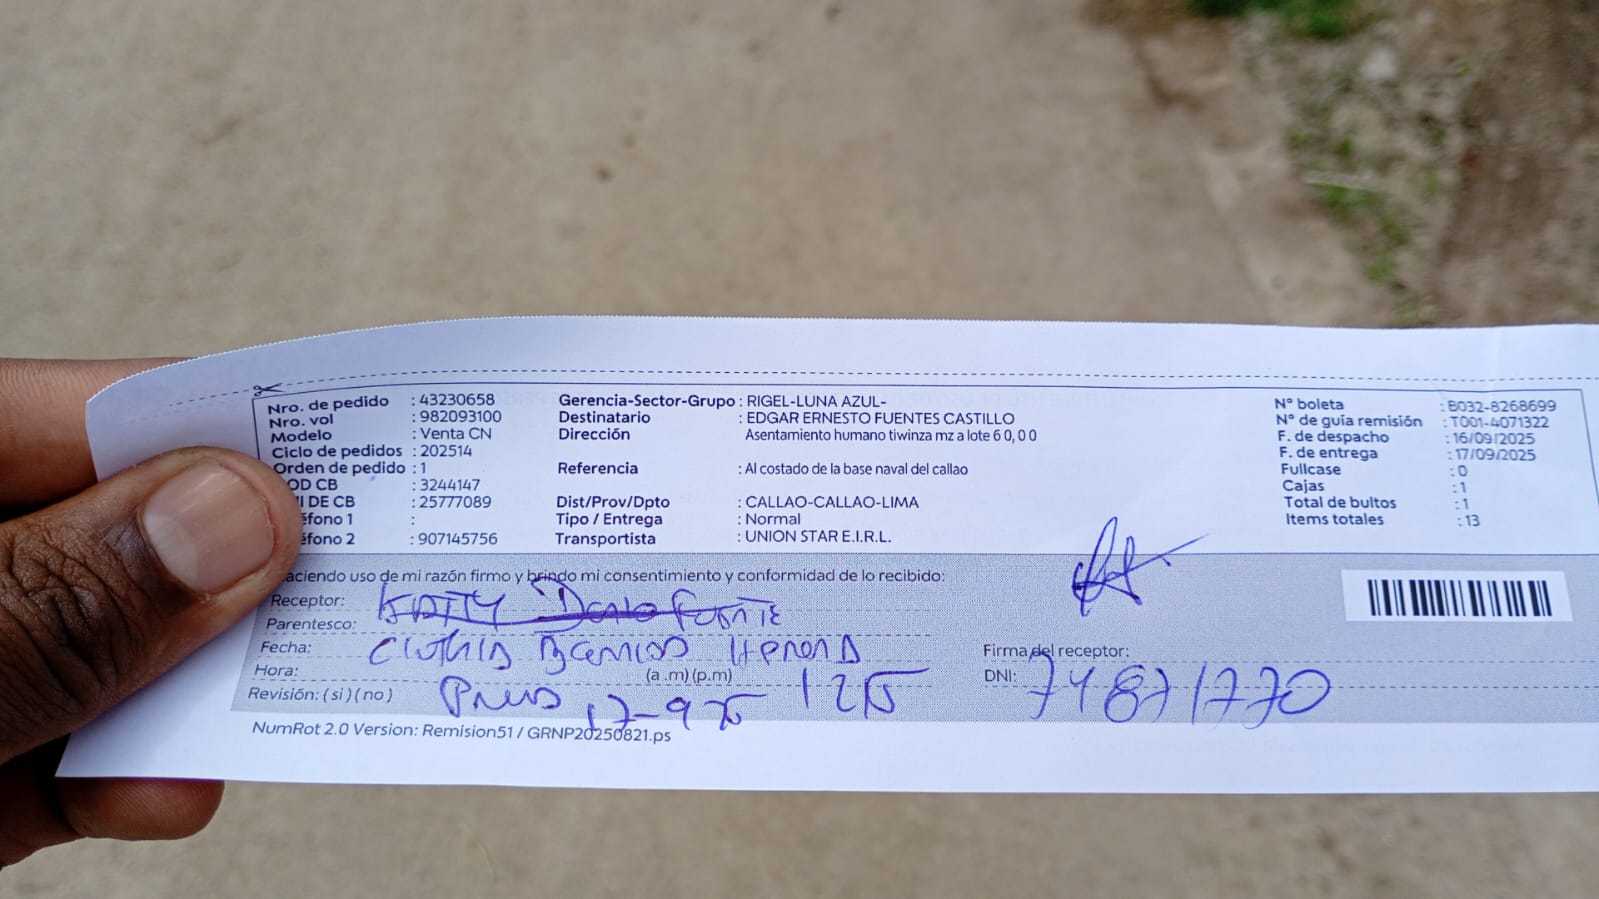 Nro. de pedido : 43230658
Nro. vol : 982093100
Modelo : Venta CN
Ciclo de pedidos : 202514
Orden de pedido : 1
OD CB : 3244147
I DE CB : 25777089
éfono 1 :
éfono 2 : 907145756
Gerencia-Sector-Grupo : RIGEL-LUNA AZUL-
Destinatario : EDGAR ERNESTO FUENTES CASTILLO
Dirección Asentamiento humano tiwinza mz a lote 6 0, 0 0
Referencia : Al costado de la base naval del callao
Dist/Prov/Dpto : CALLAO-CALLAO-LIMA
Tipo / Entrega : Normal
Transportista : UNION STAR E.I.R.L.
N° boleta : B032-8268699
N° de guía remisión : T001-4071322
F. de despacho : 16/09/2025
F. de entrega : 17/09/2025
Fullcase : 0
Cajas : 1
Total de bultos : 1
Items totales : 13
aciendo uso de mi razón firmo y brindo mi consentimiento y conformidad de lo recibido:
Receptor: FUENTE
Parentesco:
Fecha:
Hora: (a .m) (p.m)
Revisión: ( si ) ( no ) 17-9 25 1215
Firma del receptor:
DNI: 74871770
NumRot 2.0 Version: Remision51 / GRNP20250821.ps